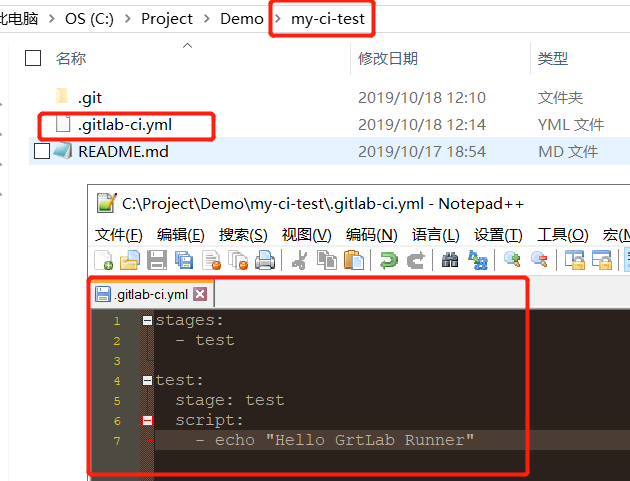 此电脑 > OS (C:) > Project > Demo > my-ci-test
名称 修改日期 类型
.git 2019/10/18 12:10 文件夹
.gitlab-ci.yml 2019/10/18 12:14 YML 文件
README.md 2019/10/17 18:54 MD 文件
C:\Project\Demo\my-ci-test\.gitlab-ci.yml - Notepad++
文件(F) 编辑(E) 搜索(S) 视图(V) 编码(N) 语言(L) 设置(T) 工具(O) 宏(M
.gitlab-ci.yml
1 stages:
2 - test
3
4 test:
5 stage: test
6 script:
7 - echo "Hello GrtLab Runner"